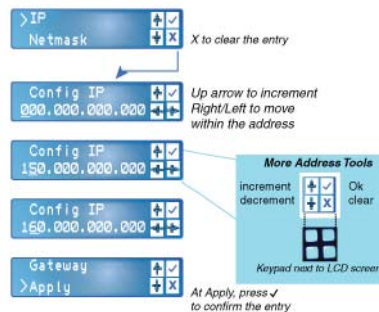 >IP
Netmask
X to clear the entry
Config IP
000.000.000.000
Up arrow to increment
Right/Left to move
within the address
Config IP
150.000.000.000
More Address Tools
increment Ok
decrement clear
Keypad next to LCD screen
Config IP
160.000.000.000
Gateway
>Apply
At Apply, press ✓
to confirm the entry